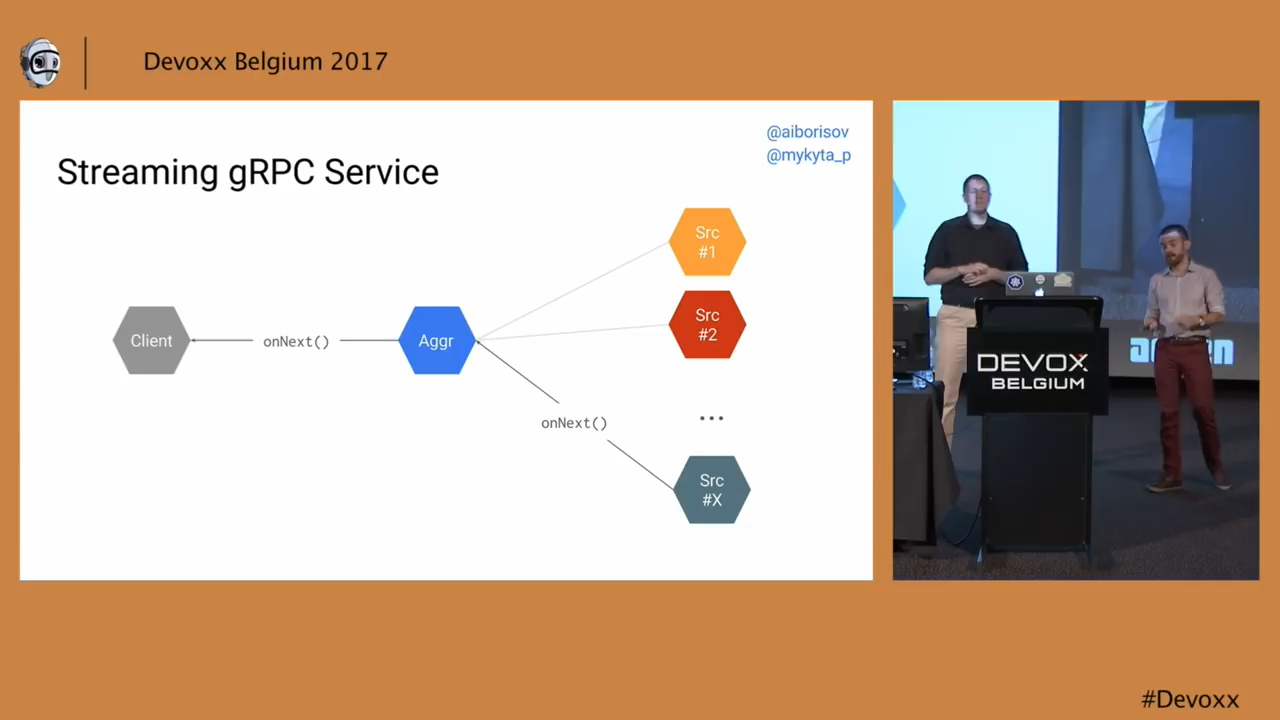 Devoxx Belgium 2017
@aiborisov
@mykyta_p
Streaming gRPC Service
Src
#1
Src
#2
Client
onNext()
Aggr
onNext()
...
Src
#X
DEVOXX
BELGIUM
#Devoxx